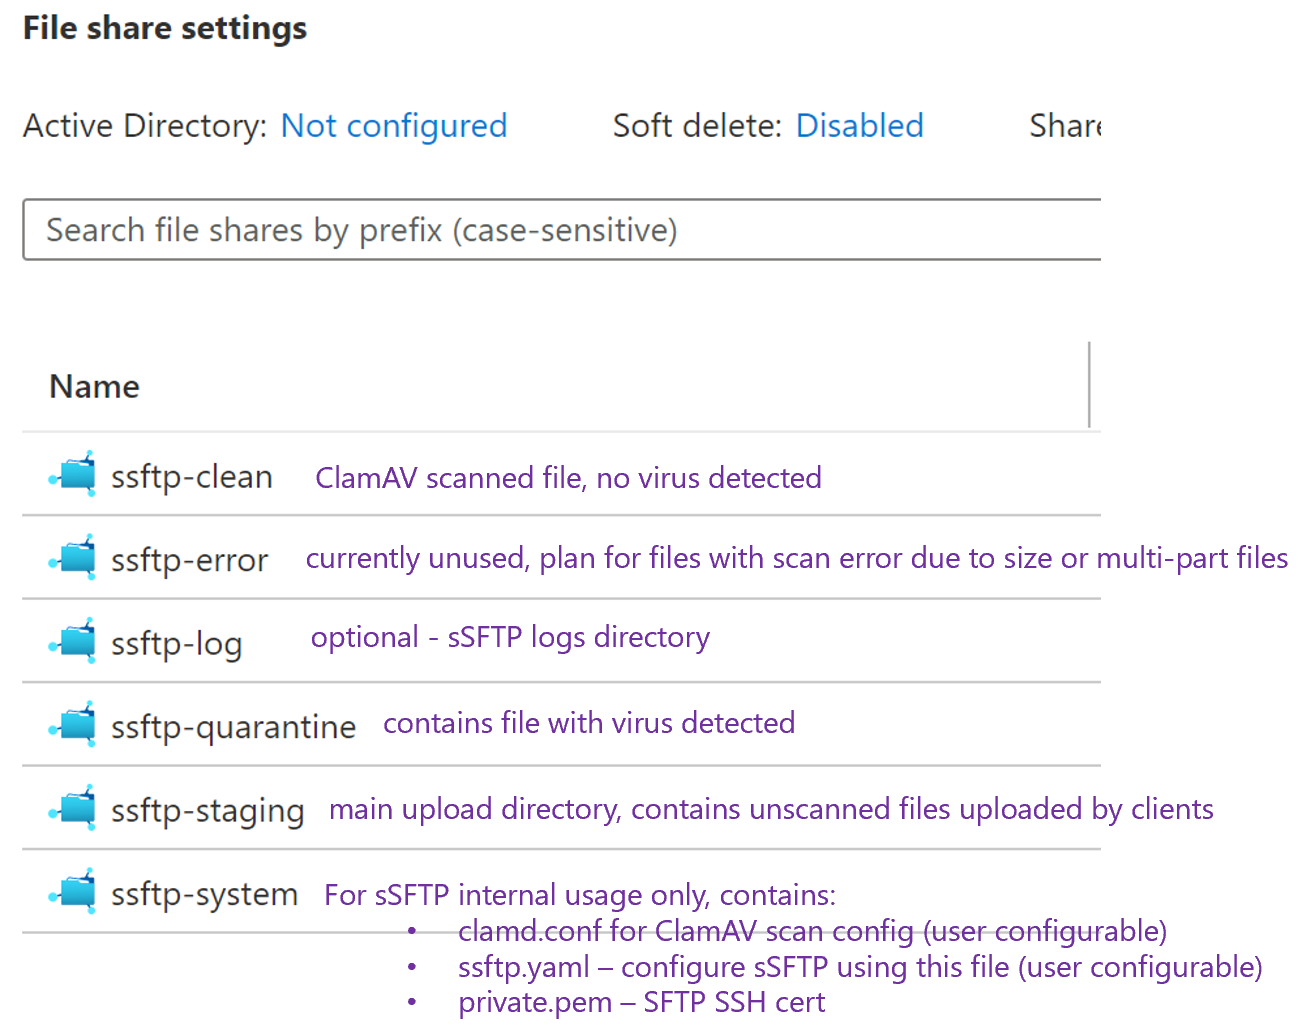 File share settings
Active Directory: Not configured Soft delete: Disabled Share
Search file shares by prefix (case-sensitive)
Name
ssftp-clean ClamAV scanned file, no virus detected
ssftp-error currently unused, plan for files with scan error due to size or multi-part files
ssftp-log optional - sSFTP logs directory
ssftp-quarantine contains file with virus detected
ssftp-staging main upload directory, contains unscanned files uploaded by clients
ssftp-system For sSFTP internal usage only, contains:
• clamd.conf for ClamAV scan config (user configurable)
• ssftp.yaml – configure sSFTP using this file (user configurable)
• private.pem – SFTP SSH cert